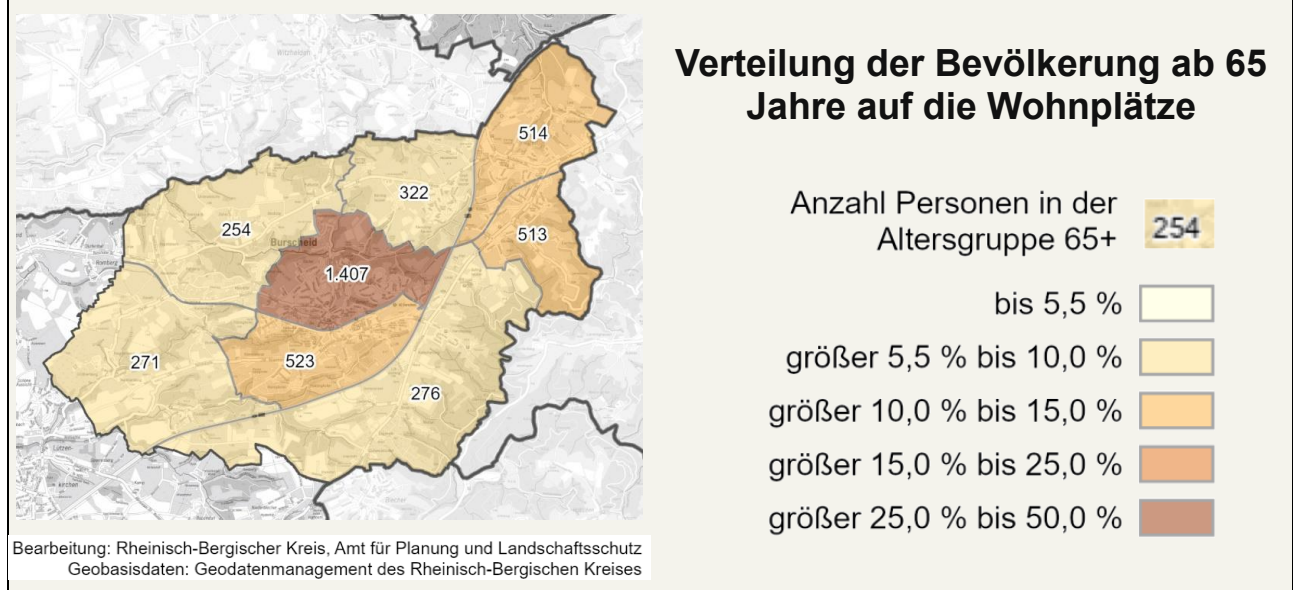 Verteilung der Bevölkerung ab 65
Jahre auf die Wohnplätze
Witzhelden
514
322
254
513
Burscheid
1.407
271
523
276
Anzahl Personen in der
Altersgruppe 65+
254
bis 5,5 %
größer 5,5 % bis 10,0 %
größer 10,0 % bis 15,0 %
größer 15,0 % bis 25,0 %
größer 25,0 % bis 50,0 %
Bearbeitung: Rheinisch-Bergischer Kreis, Amt für Planung und Landschaftsschutz
Geobasisdaten: Geodatenmanagement des Rheinisch-Bergischen Kreises